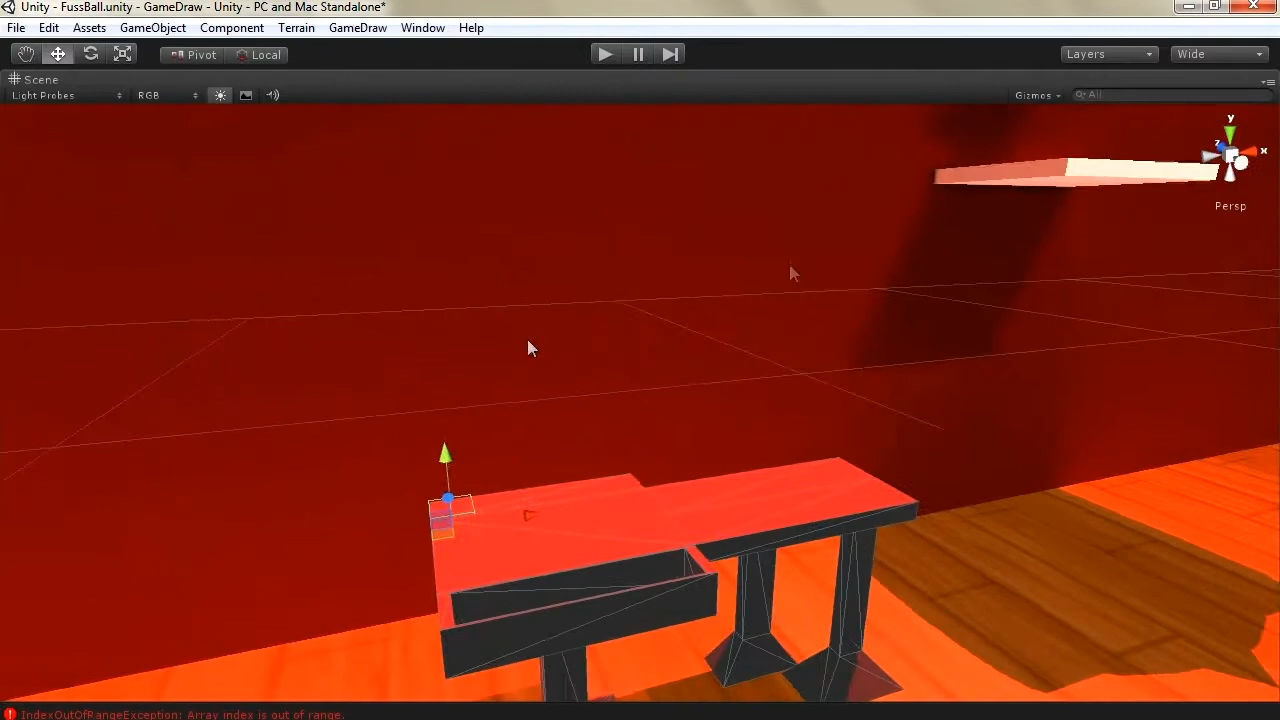 Unity - FussBall.unity - GameDraw - Unity - PC and Mac Standalone*
File Edit Assets GameObject Component Terrain GameDraw Window Help
Pivot Local Layers Wide
Scene
Light Probes RGB Gizmos All
y
z x
Persp
IndexOutOfRangeException: Array index is out of range.